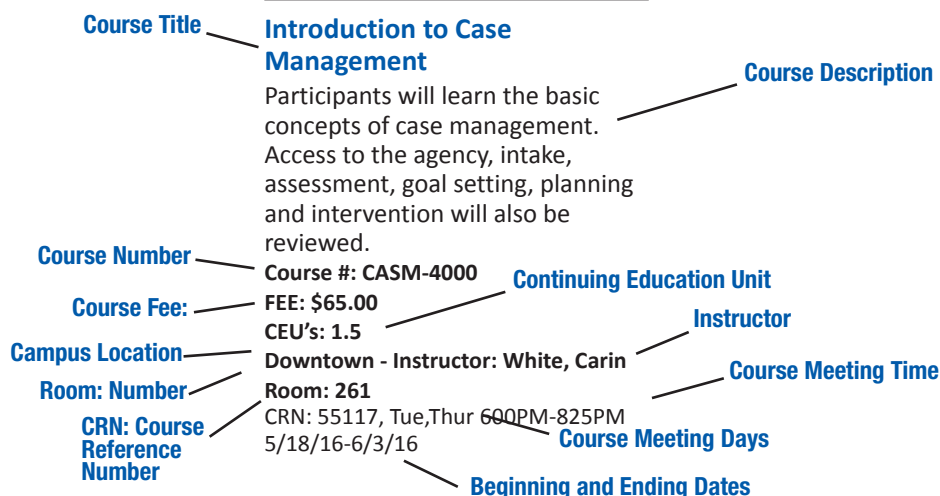 Course Title
Introduction to Case
Management
Course Description
Participants will learn the basic
concepts of case management.
Access to the agency, intake,
assessment, goal setting, planning
and intervention will also be
reviewed.
Course Number
Course #: CASM-4000
Continuing Education Unit
Course Fee:
FEE: $65.00
CEU’s: 1.5
Instructor
Campus Location
Downtown - Instructor: White, Carin
Course Meeting Time
Room: Number
Room: 261
CRN: Course
Reference
Number
CRN: 55117, Tue,Thur 600PM-825PM
Course Meeting Days
5/18/16-6/3/16
Beginning and Ending Dates